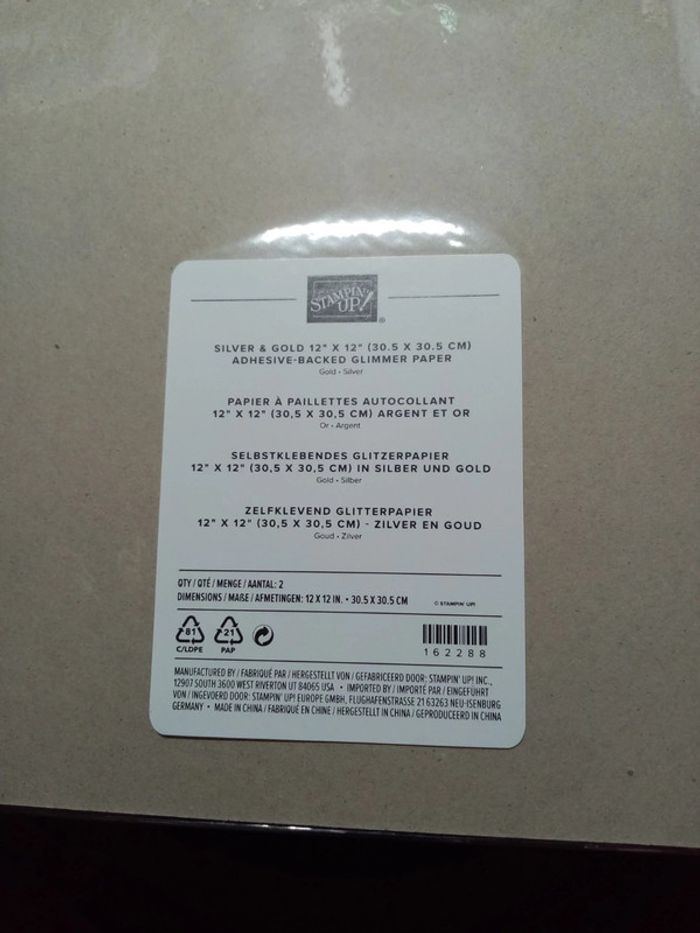 STAMPIN' UP!®
SILVER & GOLD 12" X 12" (30.5 X 30.5 CM)
ADHESIVE-BACKED GLIMMER PAPER
Gold • Silver
PAPIER À PAILLETTES AUTOCOLLANT
12" X 12" (30,5 X 30,5 CM) ARGENT ET OR
Or • Argent
SELBSTKLEBENDES GLITZERPAPIER
12" X 12" (30,5 X 30,5 CM) IN SILBER UND GOLD
Gold • Silber
ZELFKLEVEND GLITTERPAPIER
12" X 12" (30,5 X 30,5 CM) - ZILVER EN GOUD
Goud • Zilver
QTY / QTÉ / MENGE / AANTAL: 2
DIMENSIONS / MAßE / AFMETINGEN: 12 X 12 IN. • 30.5 X 30.5 CM
© STAMPIN' UP!
81
C/LDPE
21
PAP
162288
MANUFACTURED BY / FABRIQUÉ PAR / HERGESTELLT VON / GEFABRICEERD DOOR: STAMPIN' UP! INC.,
12907 SOUTH 3600 WEST RIVERTON UT 84065 USA • IMPORTED BY / IMPORTÉ PAR / EINGEFÜHRT
VON / INGEVOERD DOOR: STAMPIN' UP! EUROPE GMBH, FLUGHAFENSTRASSE 21 63263 NEU-ISENBURG
GERMANY • MADE IN CHINA / FABRIQUÉ EN CHINE / HERGESTELLT IN CHINA / GEPRODUCEERD IN CHINA